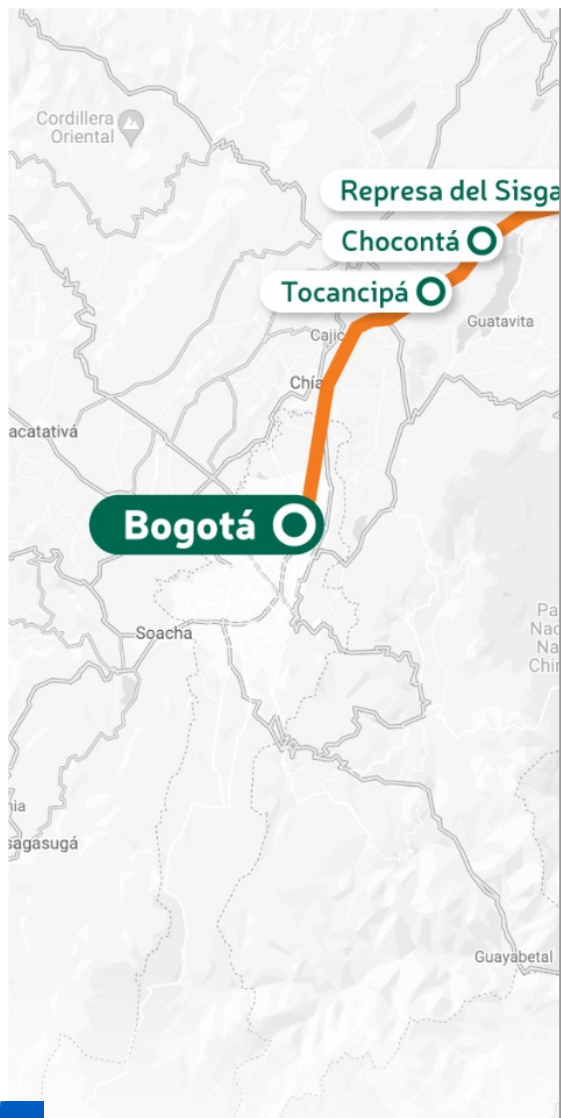 Cordillera
Oriental
Represa del Sisga
Chocontá
Tocancipá
Guatavita
Cajic
Chía
acatativá
Bogotá
Soacha
Pa
Nac
Na
Chin
nia
sagasugá
Guayabetal